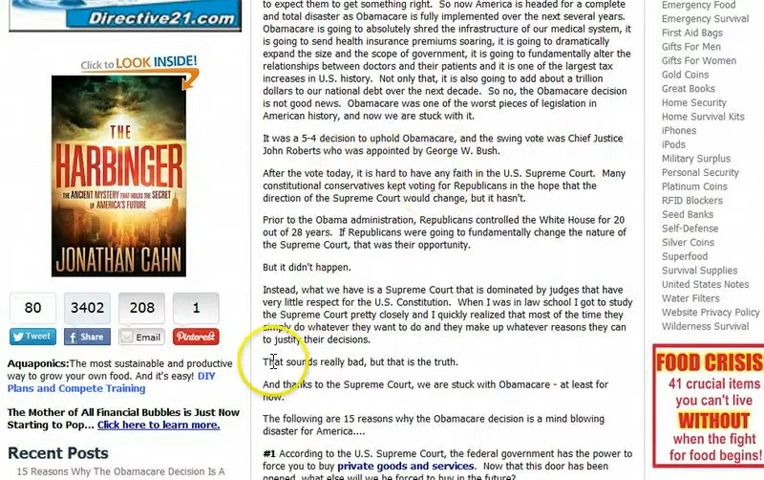 Directive21.com
Click to LOOK INSIDE!
THE
HARBINGER
THE ANCIENT MYSTERY THAT HOLDS THE SECRET
OF AMERICA'S FUTURE
JONATHAN CAHN
80
3402
208
1
Tweet
Share
Email
Pinterest
Aquaponics:The most sustainable and productive
way to grow your own food. And it's easy! DIY
Plans and Compete Training
The Mother of All Financial Bubbles is Just Now
Starting to Pop... Click here to learn more.
Recent Posts
15 Reasons Why The Obamacare Decision Is A
to expect them to get something right. So now America is headed for a complete
and total disaster as Obamacare is fully implemented over the next several years.
Obamacare is going to absolutely shred the infrastructure of our medical system, it
is going to send health insurance premiums soaring, it is going to dramatically
expand the size and the scope of government, it is going to fundamentally alter the
relationships between doctors and their patients and it is one of the largest tax
increases in U.S. history. Not only that, it is also going to add about a trillion
dollars to our national debt over the next decade. So no, the Obamacare decision
is not good news. Obamacare was one of the worst pieces of legislation in
American history, and now we are stuck with it.
It was a 5-4 decision to uphold Obamacare, and the swing vote was Chief Justice
John Roberts who was appointed by George W. Bush.
After the vote today, it is hard to have any faith in the U.S. Supreme Court. Many
constitutional conservatives kept voting for Republicans in the hope that the
direction of the Supreme Court would change, but it hasn't.
Prior to the Obama administration, Republicans controlled the White House for 20
out of 28 years. If Republicans were going to fundamentally change the nature of
the Supreme Court, that was their opportunity.
But it didn't happen.
Instead, what we have is a Supreme Court that is dominated by judges that have
very little respect for the U.S. Constitution. When I was in law school I got to study
the Supreme Court pretty closely and I quickly realized that most of the time they
simply do whatever they want to do and they make up whatever reasons they can
to justify their decisions.
That sounds really bad, but that is the truth.
And thanks to the Supreme Court, we are stuck with Obamacare - at least for
now.
The following are 15 reasons why the Obamacare decision is a mind blowing
disaster for America....
#1 According to the U.S. Supreme Court, the federal government has the power to
force you to buy private goods and services. Now that this door has been
opened, what else will we be forced to buy in the future?
Emergency Food
Emergency Survival
First Aid Bags
Gifts For Men
Gifts For Women
Gold Coins
Great Books
Home Security
Home Survival Kits
iPhones
iPods
Military Surplus
Personal Security
Platinum Coins
RFID Blockers
Seed Banks
Self-Defense
Silver Coins
Superfood
Survival Supplies
United States Notes
Water Filters
Website Privacy Policy
Wilderness Survival
FOOD CRISIS
41 crucial items
you can't live
WITHOUT
when the fight
for food begins!